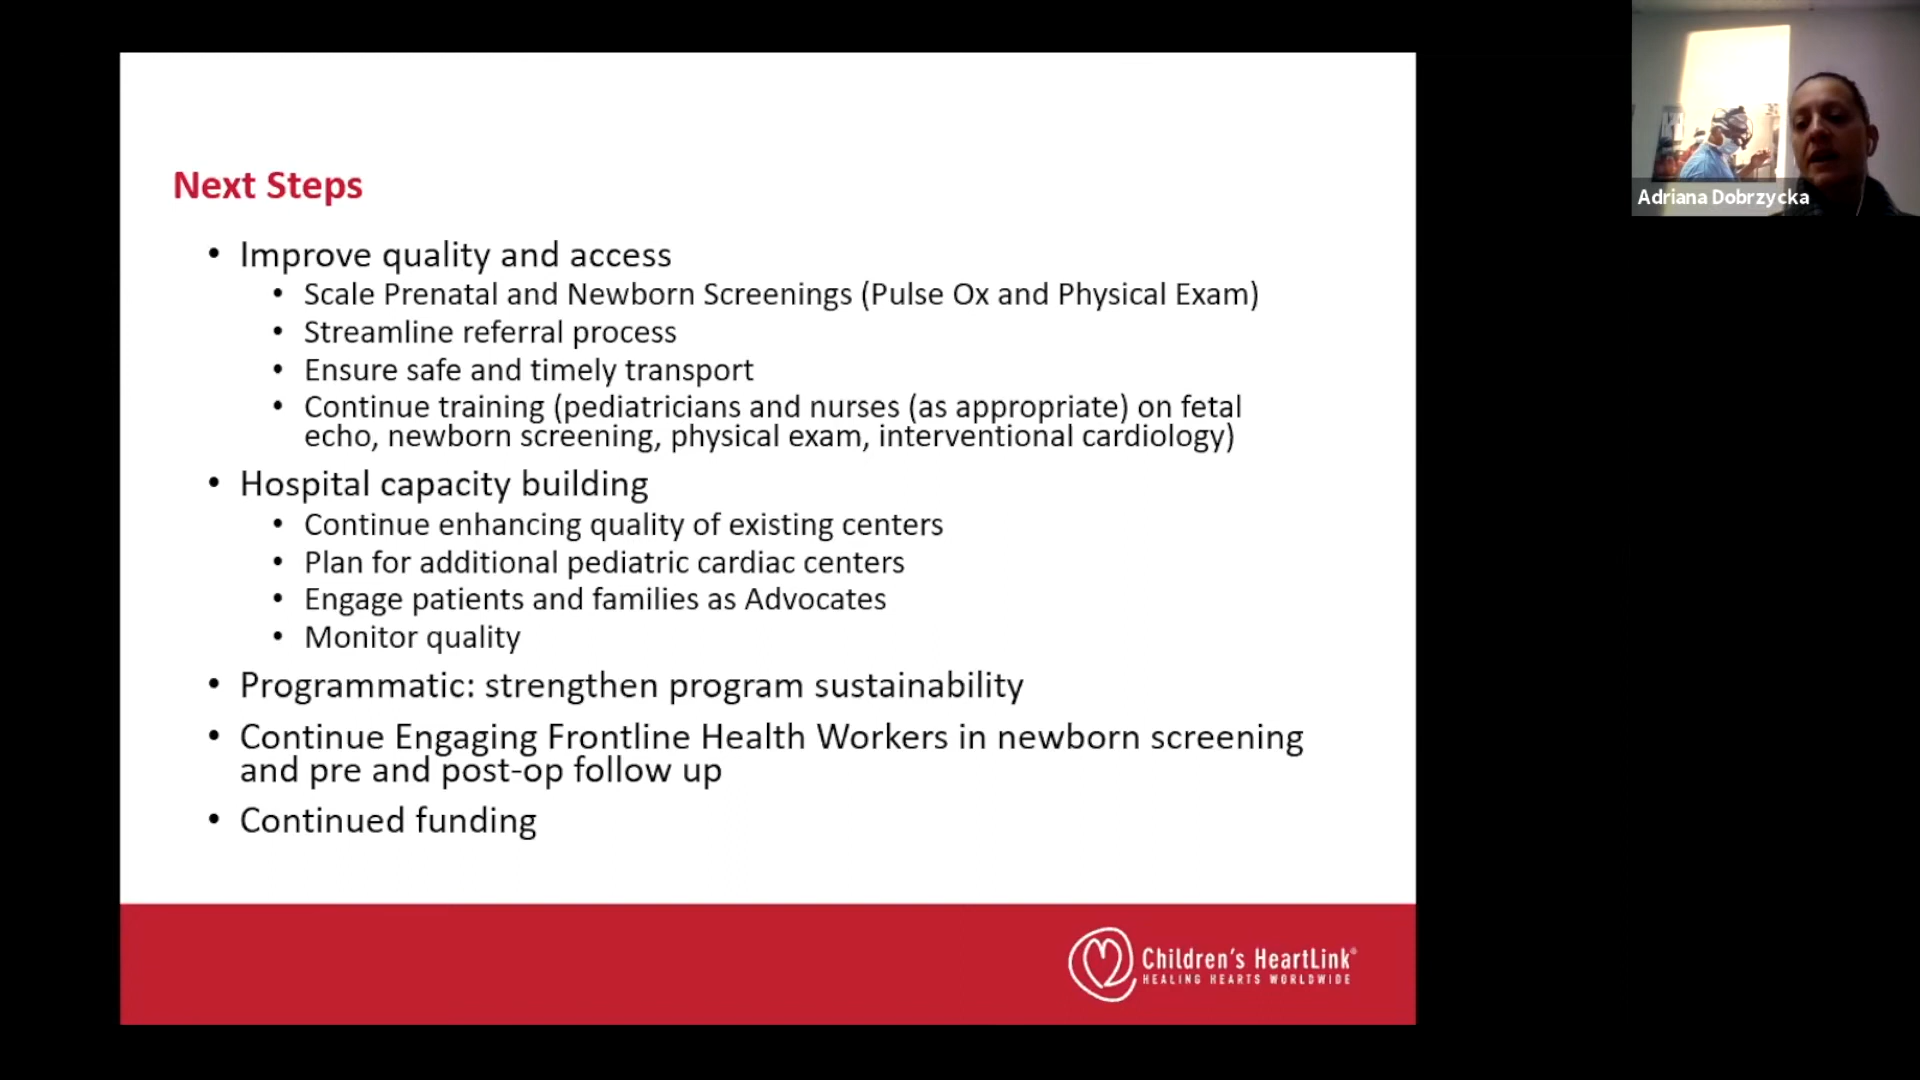 Next Steps
• Improve quality and access
• Scale Prenatal and Newborn Screenings (Pulse Ox and Physical Exam)
• Streamline referral process
• Ensure safe and timely transport
• Continue training (pediatricians and nurses (as appropriate) on fetal
echo, newborn screening, physical exam, interventional cardiology)
• Hospital capacity building
• Continue enhancing quality of existing centers
• Plan for additional pediatric cardiac centers
• Engage patients and families as Advocates
• Monitor quality
• Programmatic: strengthen program sustainability
• Continue Engaging Frontline Health Workers in newborn screening
and pre and post-op follow up
• Continued funding
Children's HeartLink®
HEALING HEARTS WORLDWIDE
Adriana Dobrzycka